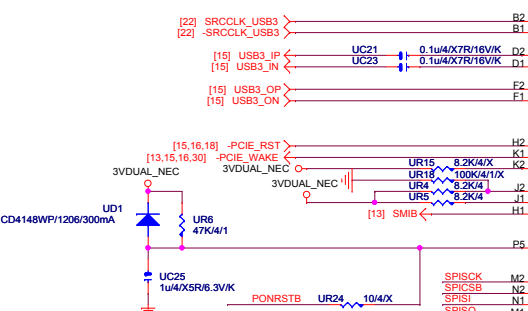 [22] SRCCLK_USB3 B2
[22] -SRCCLK_USB3 B1
[15] USB3_IP UC21 0.1u/4/X7R/16V/K D2
[15] USB3_IN UC23 0.1u/4/X7R/16V/K D1
[15] USB3_OP F2
[15] USB3_ON F1
[15,16,18] -PCIE_RST H2
[13,15,16,30] -PCIE_WAKE K1
3VDUAL_NEC 3VDUAL_NEC UR15 8.2K/4/X K2
UR18 100K/4/1/X
3VDUAL_NEC UR4 8.2K/4 J2
UR5 8.2K/4 J1
[13] SMIB H1
UD1
CD4148WP/1206/300mA
UR6
47K/4/1
P5
UC25
1u/4/X5R/6.3V/K
PONRSTB UR24 10/4/X
SPISCK M2
SPICSB N2
SPISI N1
SPISO M1